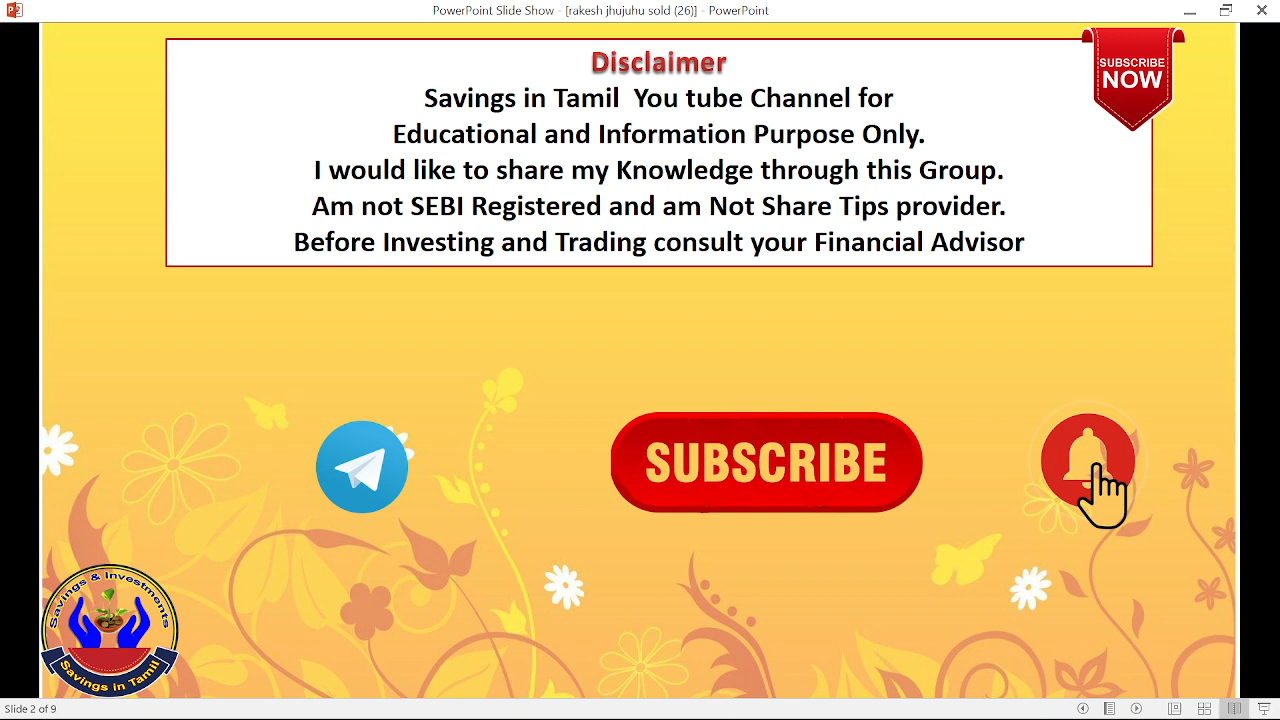 PowerPoint Slide Show - [rakesh jhujuhu sold (26)] - PowerPoint
Disclaimer
Savings in Tamil  You tube Channel for
Educational and Information Purpose Only.
I would like to share my Knowledge through this Group.
Am not SEBI Registered and am Not Share Tips provider.
Before Investing and Trading consult your Financial Advisor
SUBSCRIBE
NOW
SUBSCRIBE
Savings & Investments
Savings in Tamil
Slide 2 of 9